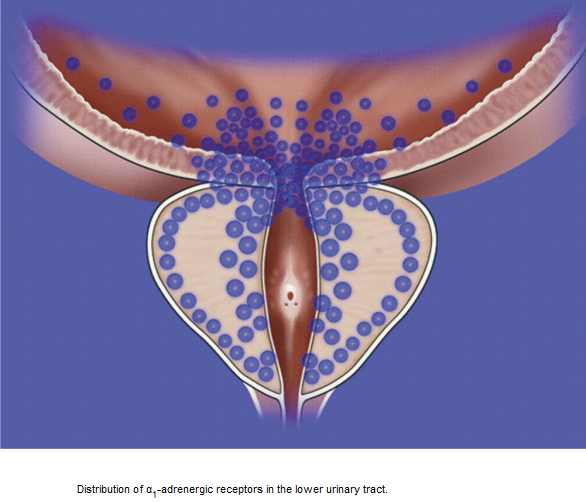 Distribution of α₁-adrenergic receptors in the lower urinary tract.